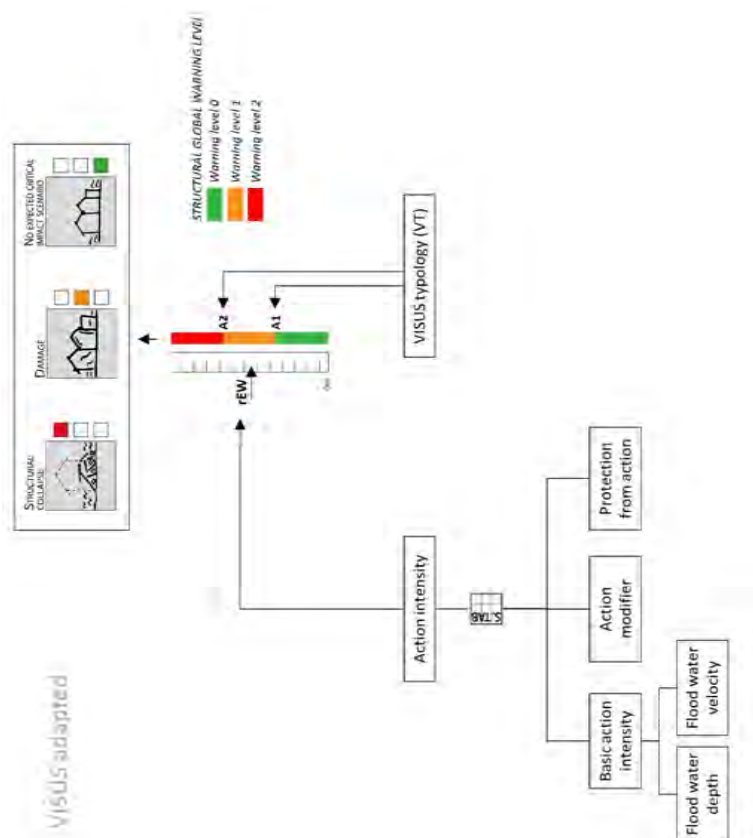 VISUS adapted
STRUCTURAL
COLLAPSE
DAMAGE
NO EXPECTED CRITICAL
IMPACT SCENARIO
STRUCTURAL GLOBAL WARNING LEVEL
Warning level 0
Warning level 1
Warning level 2
rEW
A2
A1
VISUS typology (VT)
Action intensity
S.TAB
Basic action
intensity
Action
modifier
Protection
from action
Flood water
depth
Flood water
velocity